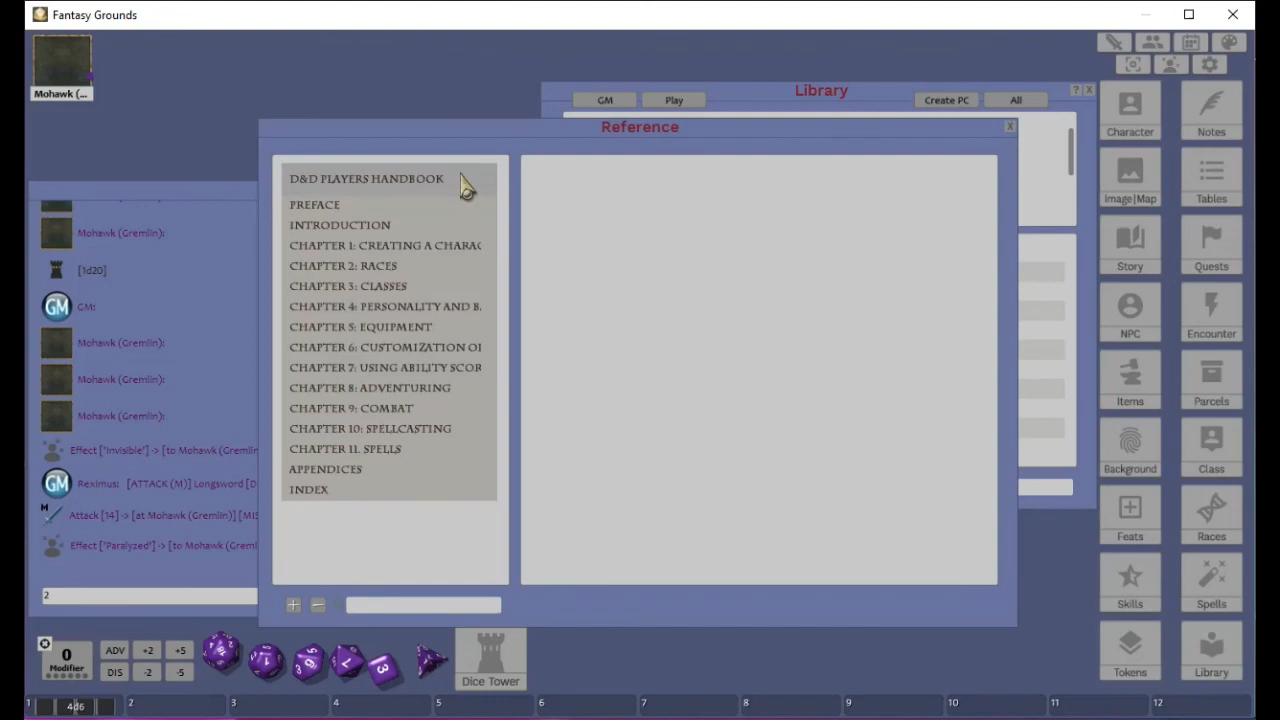 Fantasy Grounds
Mohawk (...
Library
? X
GM
Play
Create PC
All
Reference
X
D&D PLAYERS HANDBOOK
PREFACE
INTRODUCTION
CHAPTER 1: CREATING A CHARAC
CHAPTER 2: RACES
CHAPTER 3: CLASSES
CHAPTER 4: PERSONALITY AND B.
CHAPTER 5: EQUIPMENT
CHAPTER 6: CUSTOMIZATION OI
CHAPTER 7: USING ABILITY SCOR
CHAPTER 8: ADVENTURING
CHAPTER 9: COMBAT
CHAPTER 10: SPELLCASTING
CHAPTER 11. SPELLS
APPENDICES
INDEX
Mohawk (Gremlin):
[1d20]
GM
GM:
Mohawk (Gremlin):
Mohawk (Gremlin):
Mohawk (Gremlin):
Effect ["Invisible"] -> [to Mohawk (Gremlin
GM
Reximus: [ATTACK (M)] Longsword [D
M
Attack [14] -> [at Mohawk (Gremlin)] [MIS
Effect ["Paralyzed"] -> [to Mohawk (Greml
2
Character
Notes
Image|Map
Tables
Story
Quests
NPC
Encounter
Items
Parcels
Background
Class
Feats
Races
Skills
Spells
Tokens
Library
0
Modifier
ADV
+2
+5
DIS
-2
-5
Dice Tower
1
4d6
2
3
4
5
6
7
8
9
10
11
12